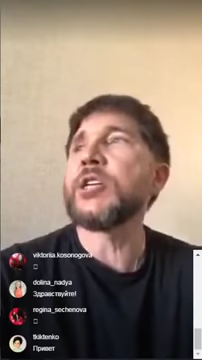 viktoriia.kosonogova
dolina_nadya
Здравствуйте!
regina_sechenova
tkiktenko
Привет